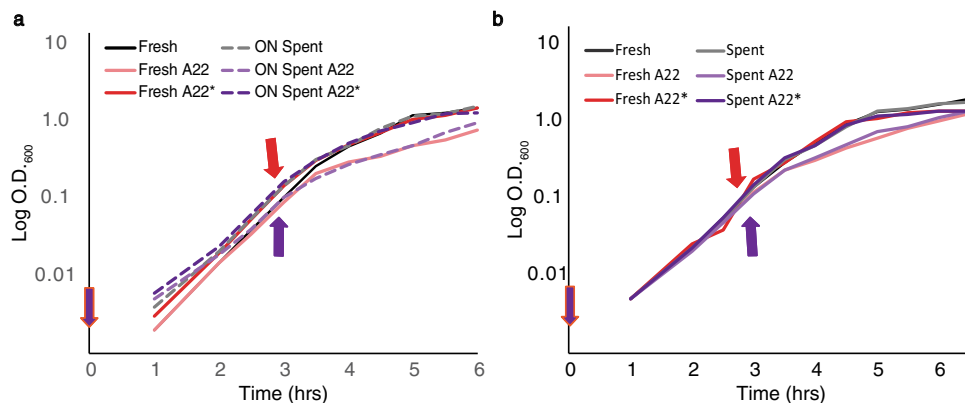 a
Log O.D.600
10
1.0
0.1
0.01
Fresh
Fresh A22
Fresh A22*
ON Spent
ON Spent A22
ON Spent A22*
0 1 2 3 4 5 6
Time (hrs)
b
Log O.D.600
10
1.0
0.1
0.01
Fresh
Fresh A22
Fresh A22*
Spent
Spent A22
Spent A22*
0 1 2 3 4 5 6
Time (hrs)